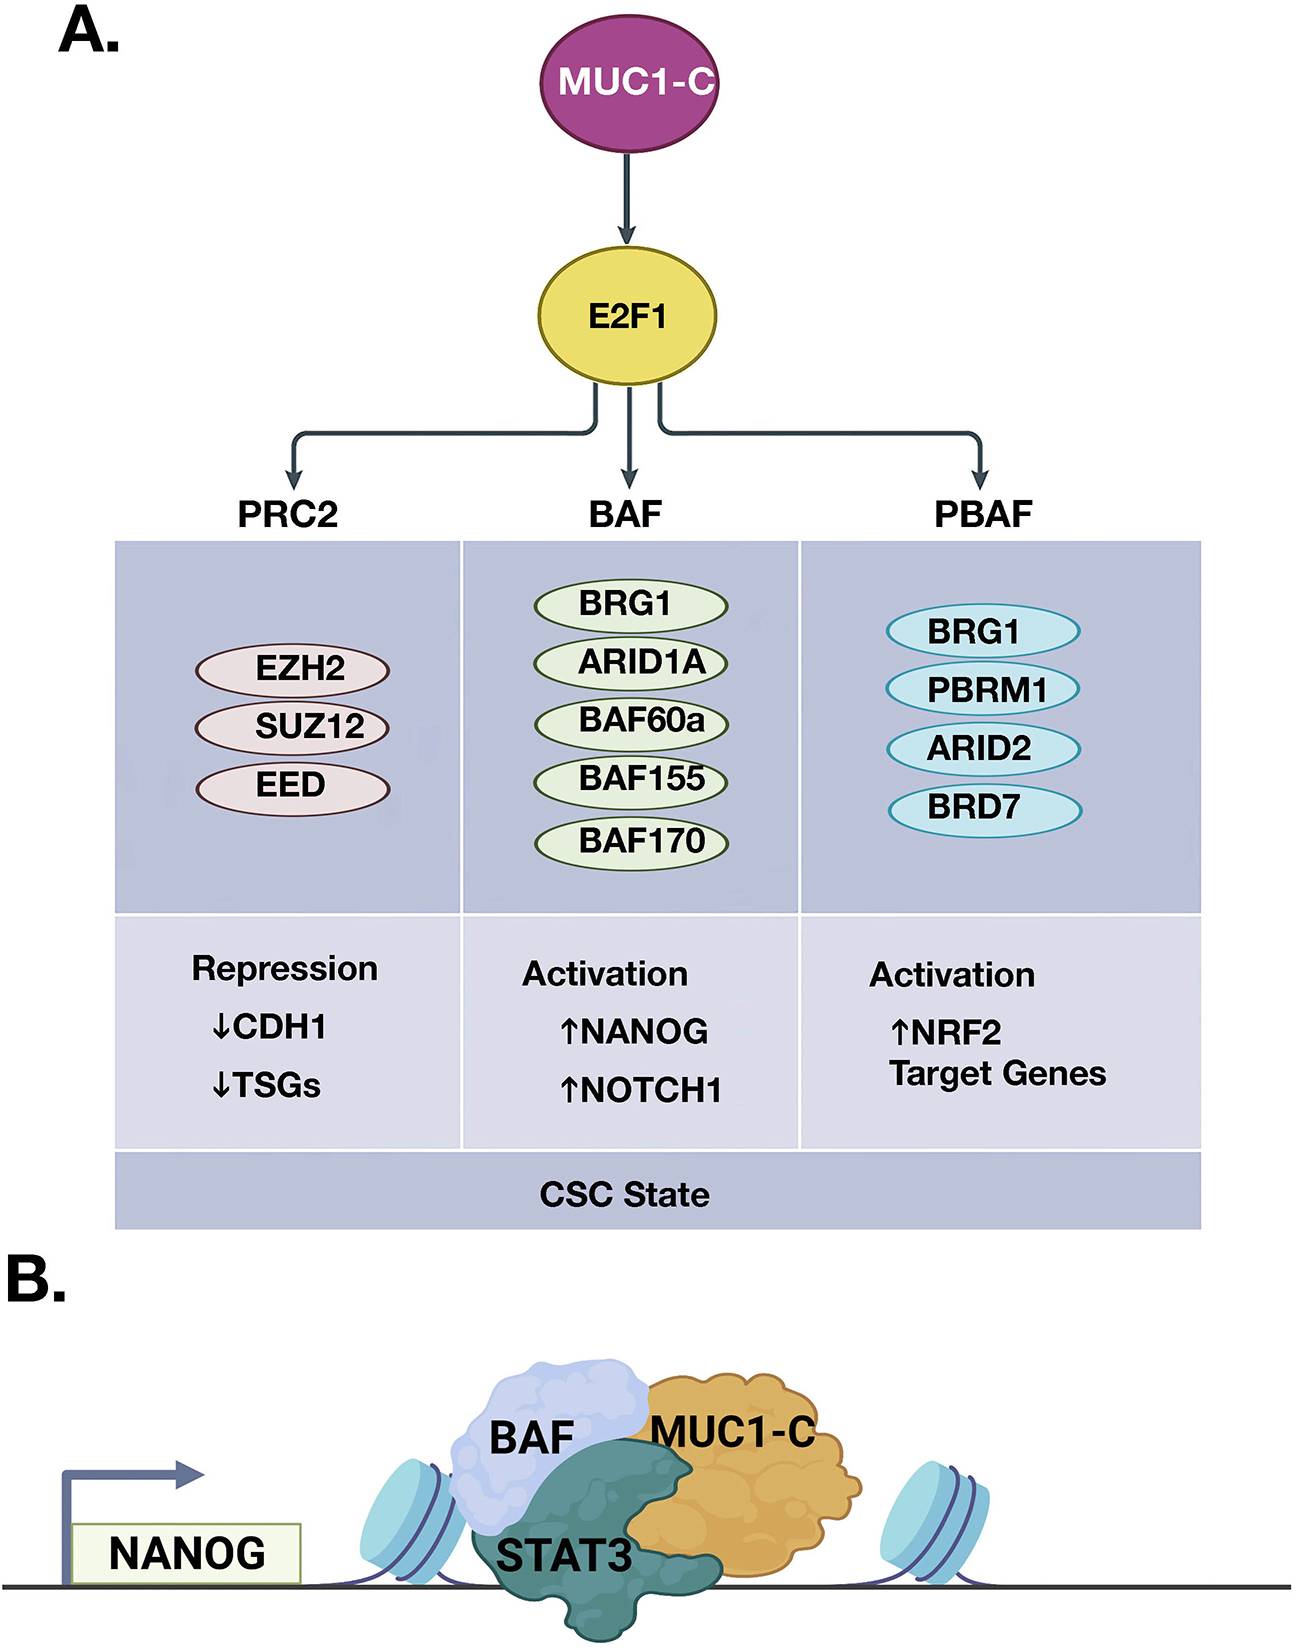 A.
MUC1-C
E2F1
PRC2 BAF PBAF
EZH2
SUZ12
EED
BRG1
ARID1A
BAF60a
BAF155
BAF170
BRG1
PBRM1
ARID2
BRD7
Repression
↓CDH1
↓TSGs
Activation
↑NANOG
↑NOTCH1
Activation
↑NRF2
Target Genes
CSC State
B.
BAF
MUC1-C
STAT3
NANOG